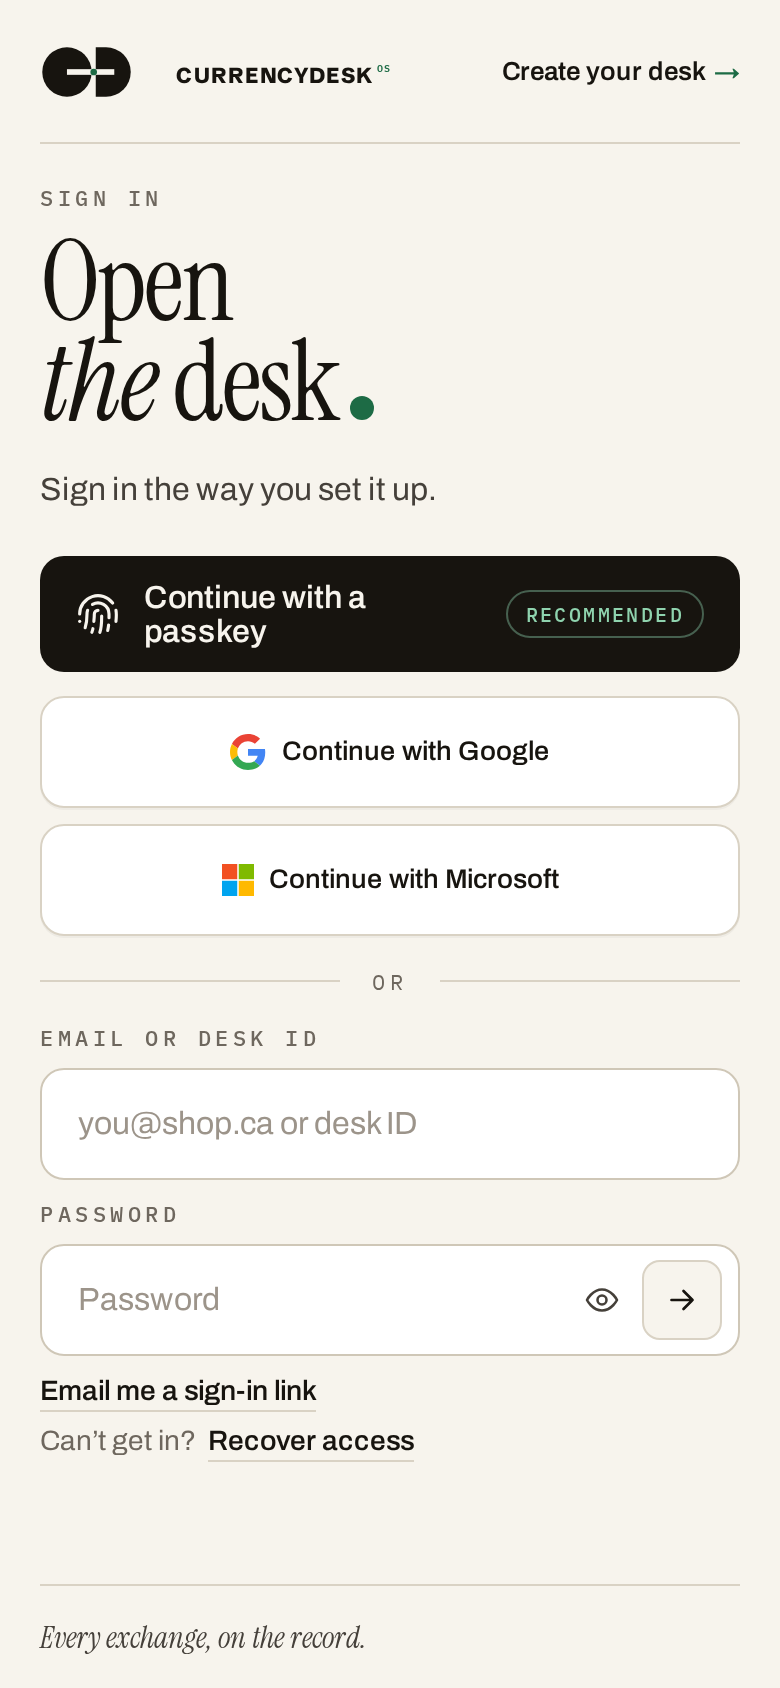 CURRENCYDESK OS
Create your desk →
SIGN IN
Open
the desk.
Sign in the way you set it up.
Continue with a
passkey
RECOMMENDED
Continue with Google
Continue with Microsoft
OR
EMAIL OR DESK ID
you@shop.ca or desk ID
PASSWORD
Password
Email me a sign-in link
Can’t get in? Recover access
Every exchange, on the record.